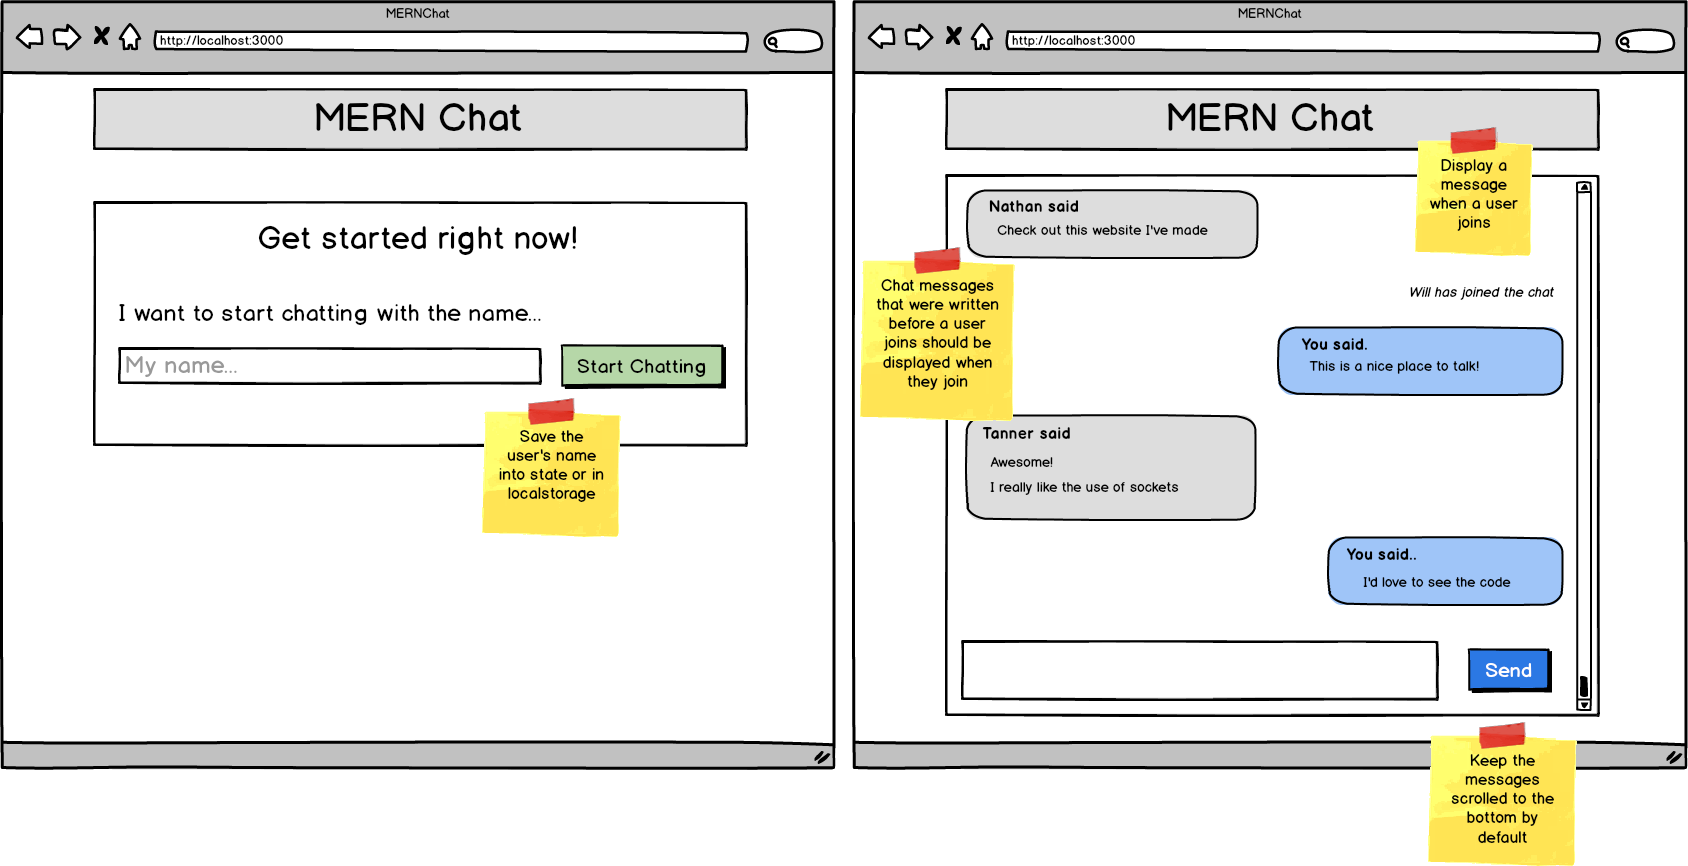 MERNChat
http://localhost:3000
MERN Chat
Get started right now!
I want to start chatting with the name...
My name...
Start Chatting
Save the
user's name
into state or in
localstorage
MERNChat
http://localhost:3000
MERN Chat
Display a
message
when a user
joins
Nathan said
Check out this website I've made
Chat messages
that were written
before a user
joins should be
displayed when
they join
Will has joined the chat
You said.
This is a nice place to talk!
Tanner said
Awesome!
I really like the use of sockets
You said..
I'd love to see the code
Send
Keep the
messages
scrolled to the
bottom by
default